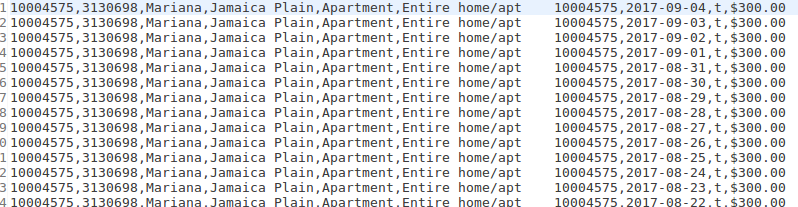 1 10004575,3130698,Mariana,Jamaica Plain,Apartment,Entire home/apt 10004575,2017-09-04,t,$300.00
2 10004575,3130698,Mariana,Jamaica Plain,Apartment,Entire home/apt 10004575,2017-09-03,t,$300.00
3 10004575,3130698,Mariana,Jamaica Plain,Apartment,Entire home/apt 10004575,2017-09-02,t,$300.00
4 10004575,3130698,Mariana,Jamaica Plain,Apartment,Entire home/apt 10004575,2017-09-01,t,$300.00
5 10004575,3130698,Mariana,Jamaica Plain,Apartment,Entire home/apt 10004575,2017-08-31,t,$300.00
6 10004575,3130698,Mariana,Jamaica Plain,Apartment,Entire home/apt 10004575,2017-08-30,t,$300.00
7 10004575,3130698,Mariana,Jamaica Plain,Apartment,Entire home/apt 10004575,2017-08-29,t,$300.00
8 10004575,3130698,Mariana,Jamaica Plain,Apartment,Entire home/apt 10004575,2017-08-28,t,$300.00
9 10004575,3130698,Mariana,Jamaica Plain,Apartment,Entire home/apt 10004575,2017-08-27,t,$300.00
0 10004575,3130698,Mariana,Jamaica Plain,Apartment,Entire home/apt 10004575,2017-08-26,t,$300.00
1 10004575,3130698,Mariana,Jamaica Plain,Apartment,Entire home/apt 10004575,2017-08-25,t,$300.00
2 10004575,3130698,Mariana,Jamaica Plain,Apartment,Entire home/apt 10004575,2017-08-24,t,$300.00
3 10004575,3130698,Mariana,Jamaica Plain,Apartment,Entire home/apt 10004575,2017-08-23,t,$300.00
4 10004575,3130698,Mariana,Jamaica Plain,Apartment,Entire home/apt 10004575,2017-08-22,t,$300.00